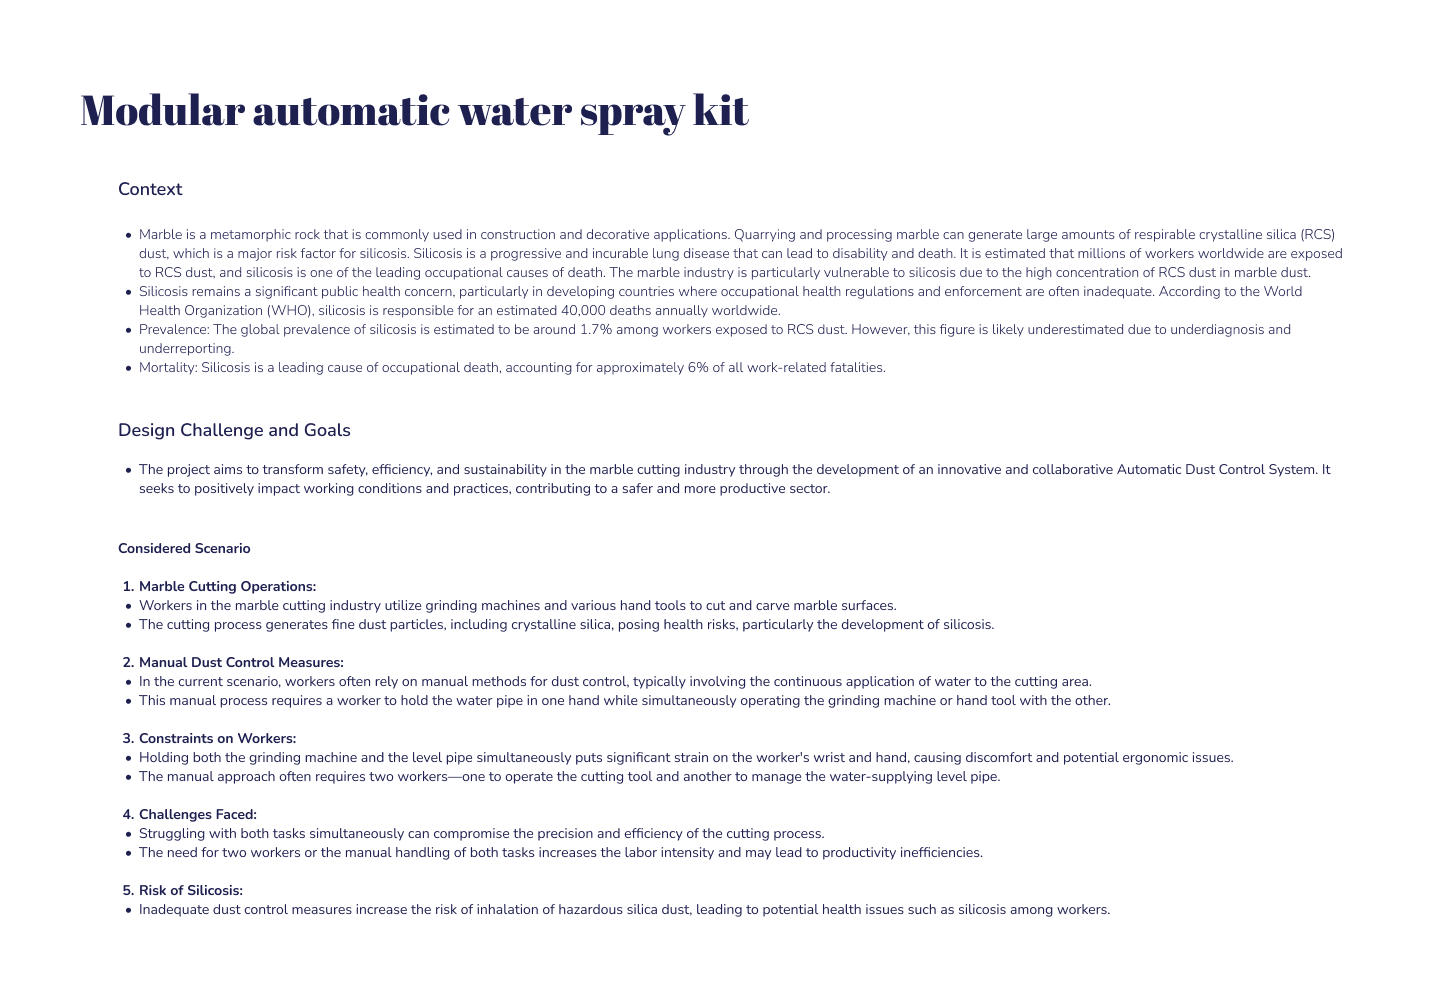 Modular automatic water spray kit
Context
• Marble is a metamorphic rock that is commonly used in construction and decorative applications. Quarrying and processing marble can generate large amounts of respirable crystalline silica (RCS)
dust, which is a major risk factor for silicosis. Silicosis is a progressive and incurable lung disease that can lead to disability and death. It is estimated that millions of workers worldwide are exposed
to RCS dust, and silicosis is one of the leading occupational causes of death. The marble industry is particularly vulnerable to silicosis due to the high concentration of RCS dust in marble dust.
• Silicosis remains a significant public health concern, particularly in developing countries where occupational health regulations and enforcement are often inadequate. According to the World
Health Organization (WHO), silicosis is responsible for an estimated 40,000 deaths annually worldwide.
• Prevalence: The global prevalence of silicosis is estimated to be around 1.7% among workers exposed to RCS dust. However, this figure is likely underestimated due to underdiagnosis and
underreporting.
• Mortality: Silicosis is a leading cause of occupational death, accounting for approximately 6% of all work-related fatalities.
Design Challenge and Goals
• The project aims to transform safety, efficiency, and sustainability in the marble cutting industry through the development of an innovative and collaborative Automatic Dust Control System. It
seeks to positively impact working conditions and practices, contributing to a safer and more productive sector.
Considered Scenario
1. Marble Cutting Operations:
• Workers in the marble cutting industry utilize grinding machines and various hand tools to cut and carve marble surfaces.
• The cutting process generates fine dust particles, including crystalline silica, posing health risks, particularly the development of silicosis.
2. Manual Dust Control Measures:
• In the current scenario, workers often rely on manual methods for dust control, typically involving the continuous application of water to the cutting area.
• This manual process requires a worker to hold the water pipe in one hand while simultaneously operating the grinding machine or hand tool with the other.
3. Constraints on Workers:
• Holding both the grinding machine and the level pipe simultaneously puts significant strain on the worker's wrist and hand, causing discomfort and potential ergonomic issues.
• The manual approach often requires two workers—one to operate the cutting tool and another to manage the water-supplying level pipe.
4. Challenges Faced:
• Struggling with both tasks simultaneously can compromise the precision and efficiency of the cutting process.
• The need for two workers or the manual handling of both tasks increases the labor intensity and may lead to productivity inefficiencies.
5. Risk of Silicosis:
• Inadequate dust control measures increase the risk of inhalation of hazardous silica dust, leading to potential health issues such as silicosis among workers.